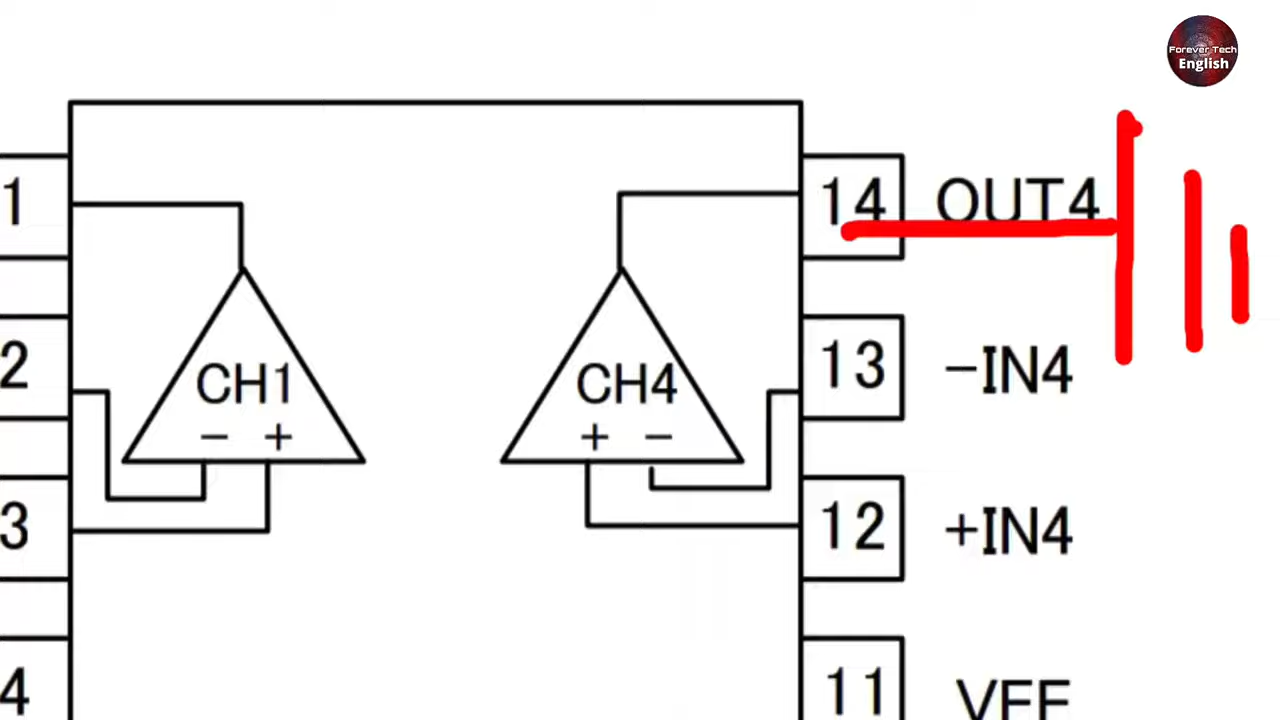 Forever Tech
English
1
14
OUT4
2
CH1
− +
CH4
+ −
13
−IN4
3
12
+IN4
4
11
VEE